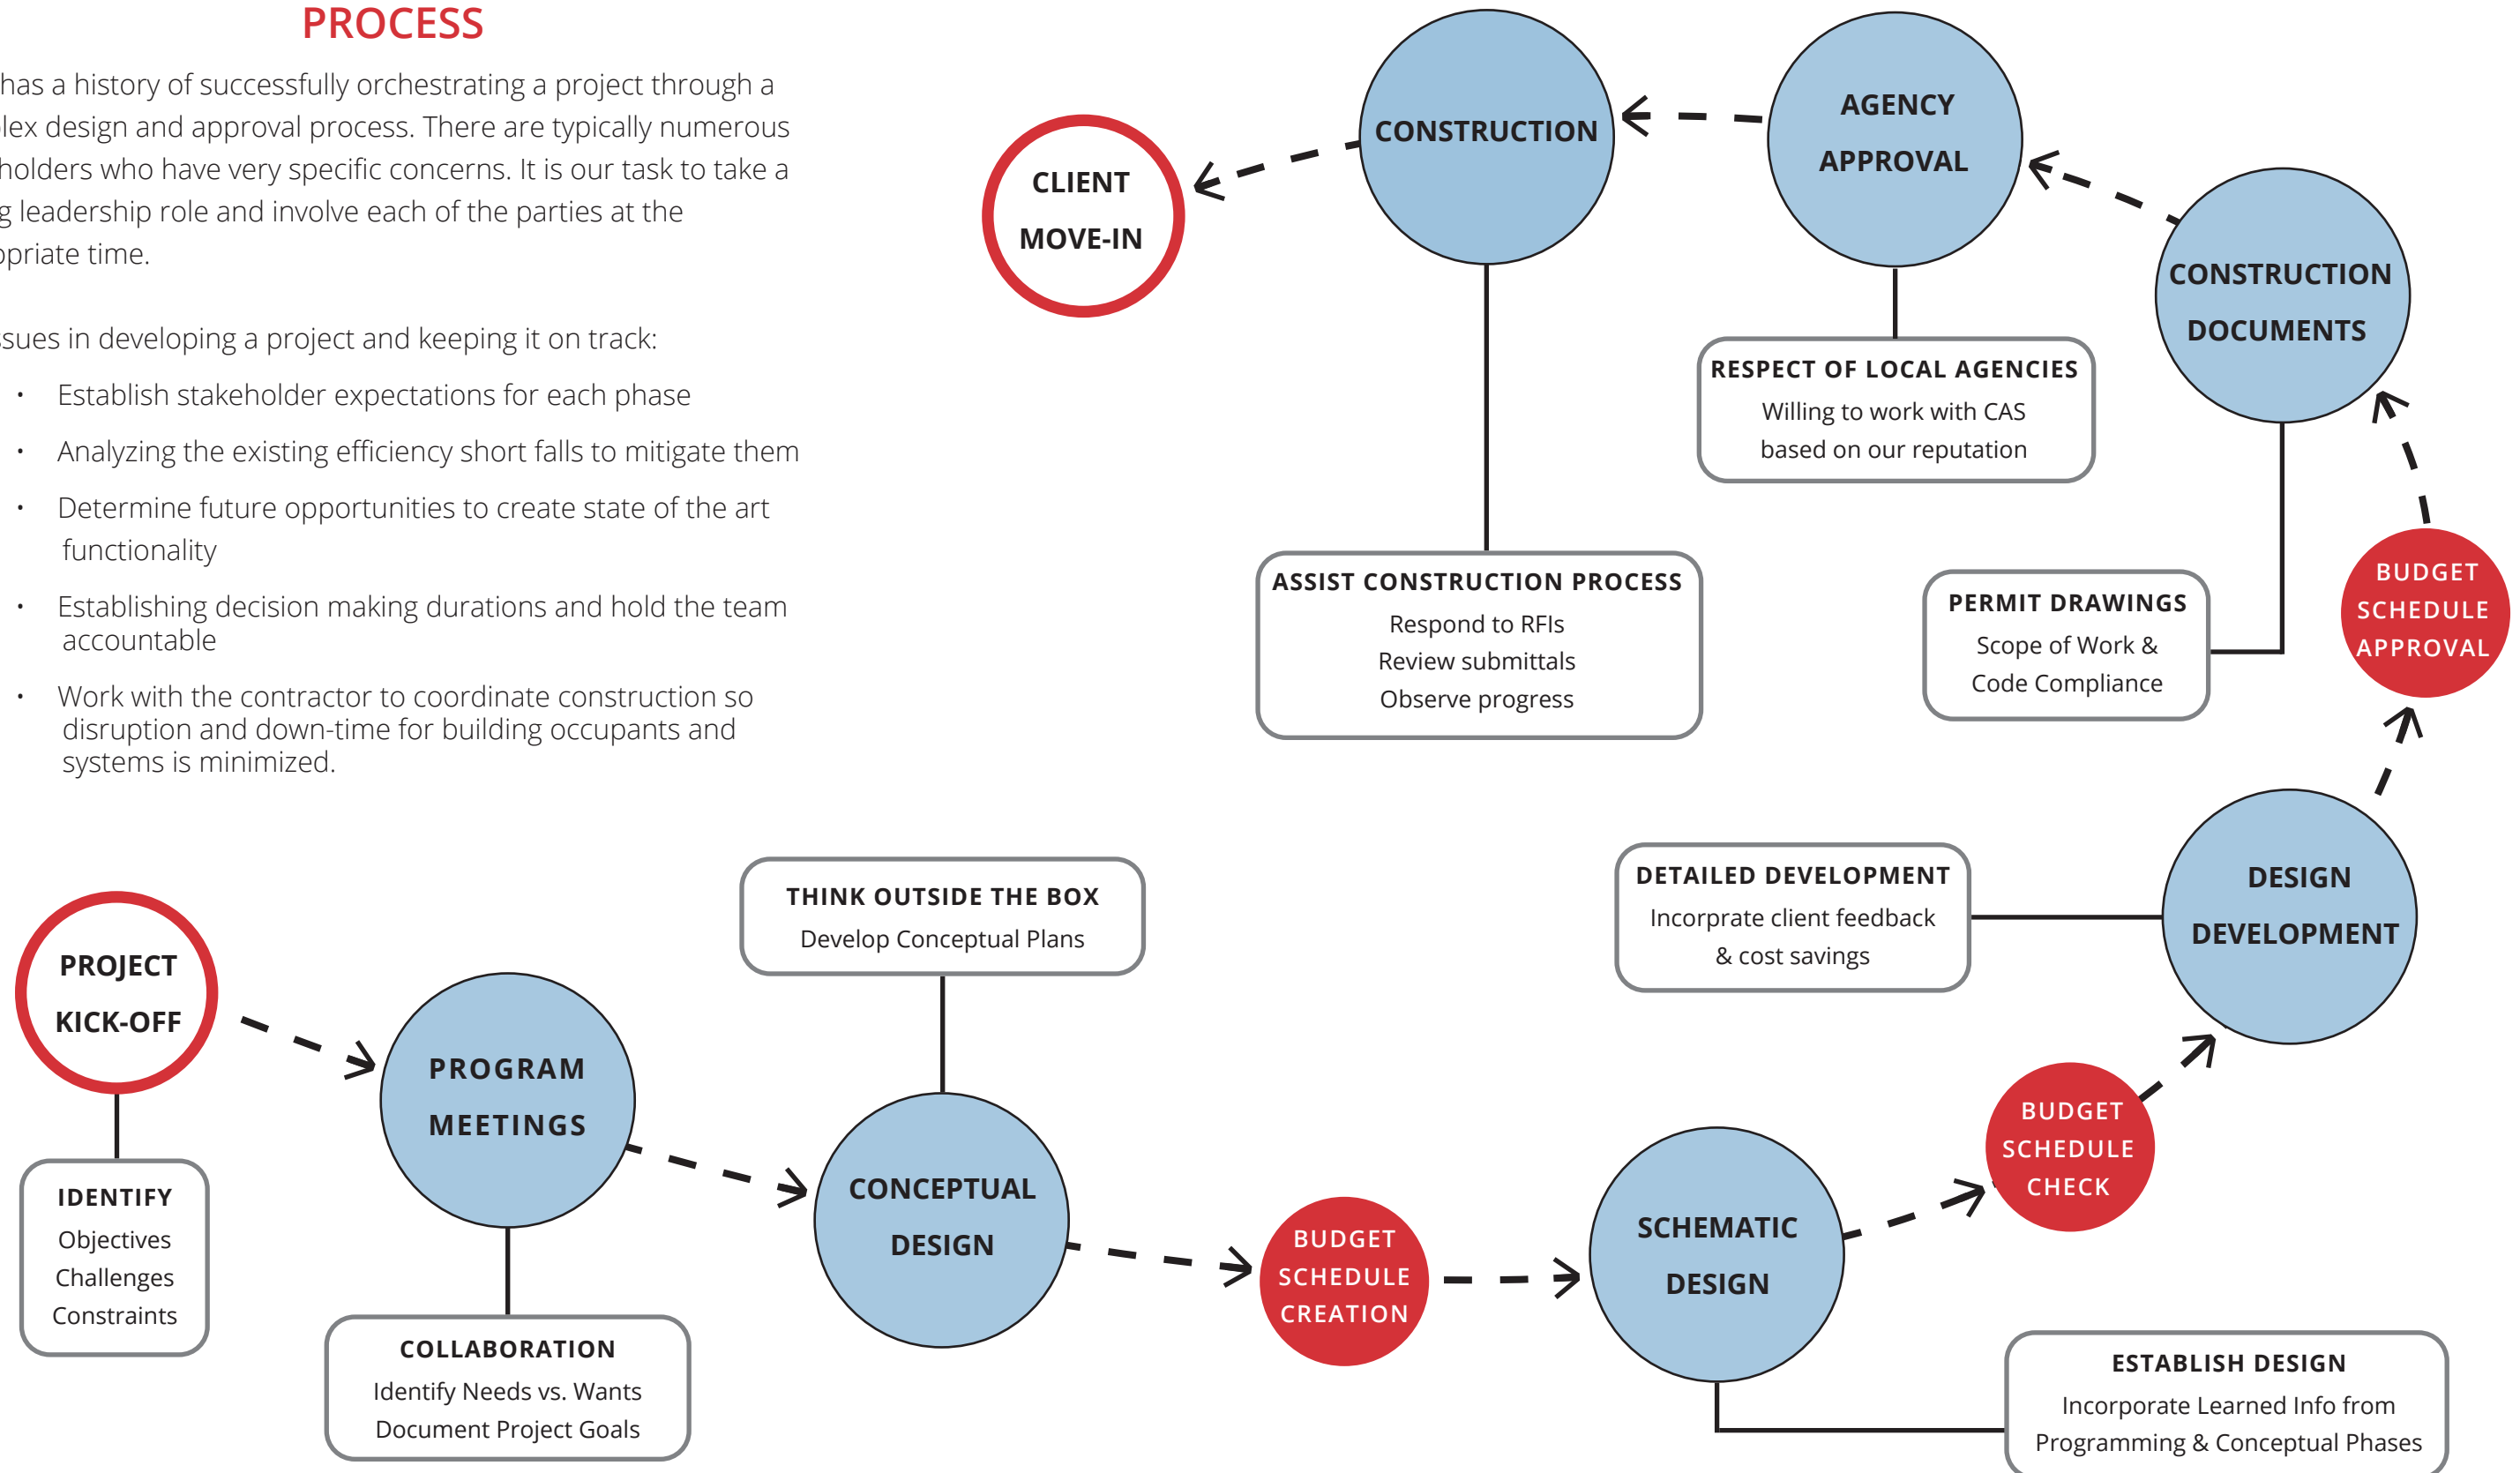 PROCESS
has a history of successfully orchestrating a project through a
design and approval process. There are typically numerous
who have very specific concerns. It is our task to take a
leadership role and involve each of the parties at the
time.
in developing a project and keeping it on track:
• Establish stakeholder expectations for each phase
• Analyzing the existing efficiency short falls to mitigate them
• Determine future opportunities to create state of the art
functionality
• Establishing decision making durations and hold the team
accountable
• Work with the contractor to coordinate construction so
disruption and down-time for building occupants and
systems is minimized.
PROJECT
KICK-OFF
IDENTIFY
Objectives
Challenges
Constraints
PROGRAM
MEETINGS
COLLABORATION
Identify Needs vs. Wants
Document Project Goals
THINK OUTSIDE THE BOX
Develop Conceptual Plans
CONCEPTUAL
DESIGN
BUDGET
SCHEDULE
CREATION
SCHEMATIC
DESIGN
ESTABLISH DESIGN
Incorporate Learned Info from
Programming & Conceptual Phases
BUDGET
SCHEDULE
CHECK
DESIGN
DEVELOPMENT
DETAILED DEVELOPMENT
Incorprate client feedback
& cost savings
BUDGET
SCHEDULE
APPROVAL
CONSTRUCTION
DOCUMENTS
PERMIT DRAWINGS
Scope of Work &
Code Compliance
AGENCY
APPROVAL
RESPECT OF LOCAL AGENCIES
Willing to work with CAS
based on our reputation
CONSTRUCTION
ASSIST CONSTRUCTION PROCESS
Respond to RFIs
Review submittals
Observe progress
CLIENT
MOVE-IN